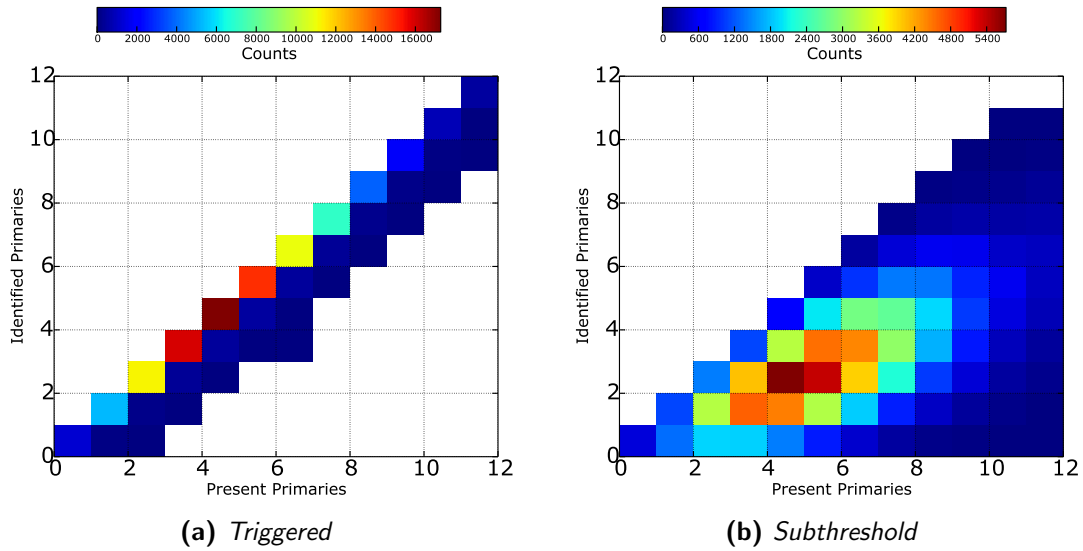 0 2000 4000 6000 8000 10000 12000 14000 16000
Counts
0 600 1200 1800 2400 3000 3600 4200 4800 5400
Counts
12
10
8
6
4
2
0
Identified Primaries
0 2 4 6 8 10 12
Present Primaries
(a) Triggered
12
10
8
6
4
2
0
Identified Primaries
0 2 4 6 8 10 12
Present Primaries
(b) Subthreshold